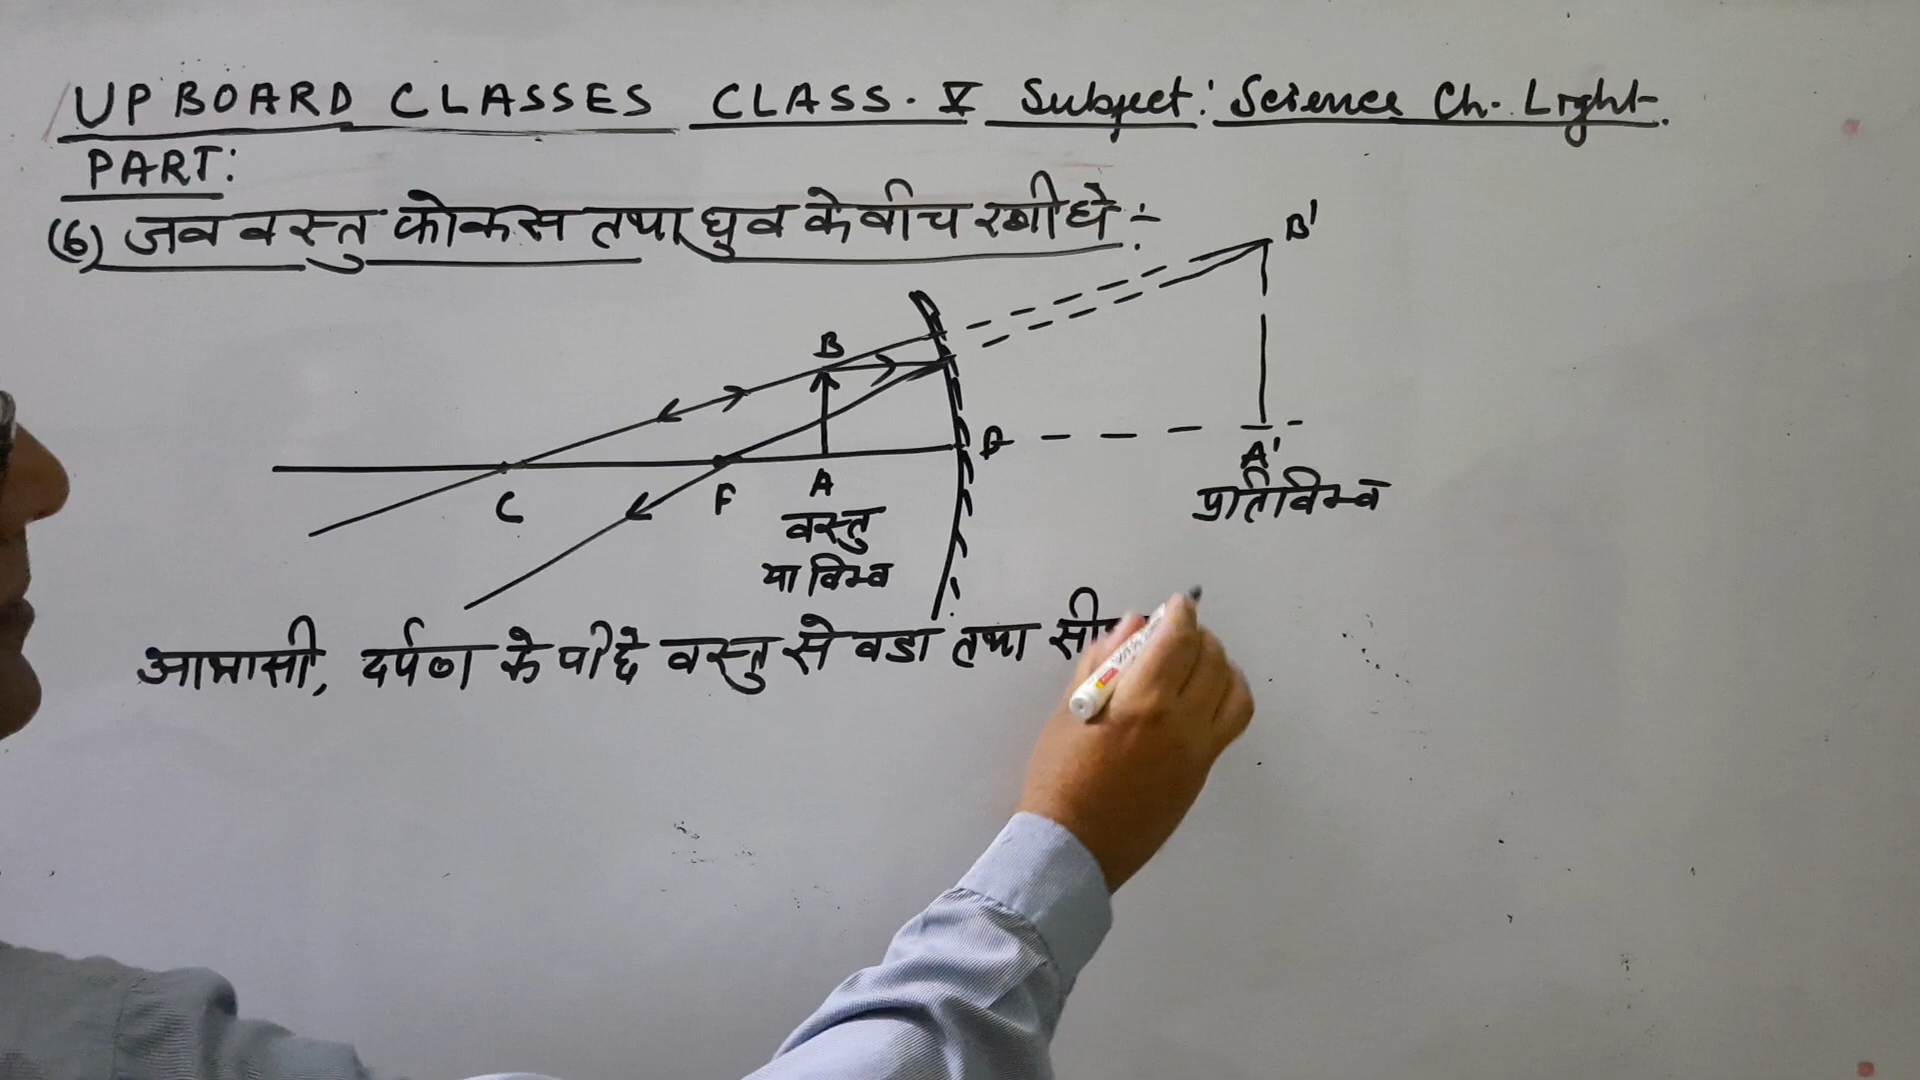 UP BOARD CLASSES CLASS. X Subject: Science Ch. Light
PART:
(6) जब वस्तु फोकस तथा ध्रुव के बीच रखी है :-
B'
B
P
C
F
A
A'
वस्तु
या बिम्ब
प्रतिबिम्ब
आभासी, दर्पण के पीछे वस्तु से बडा तथा